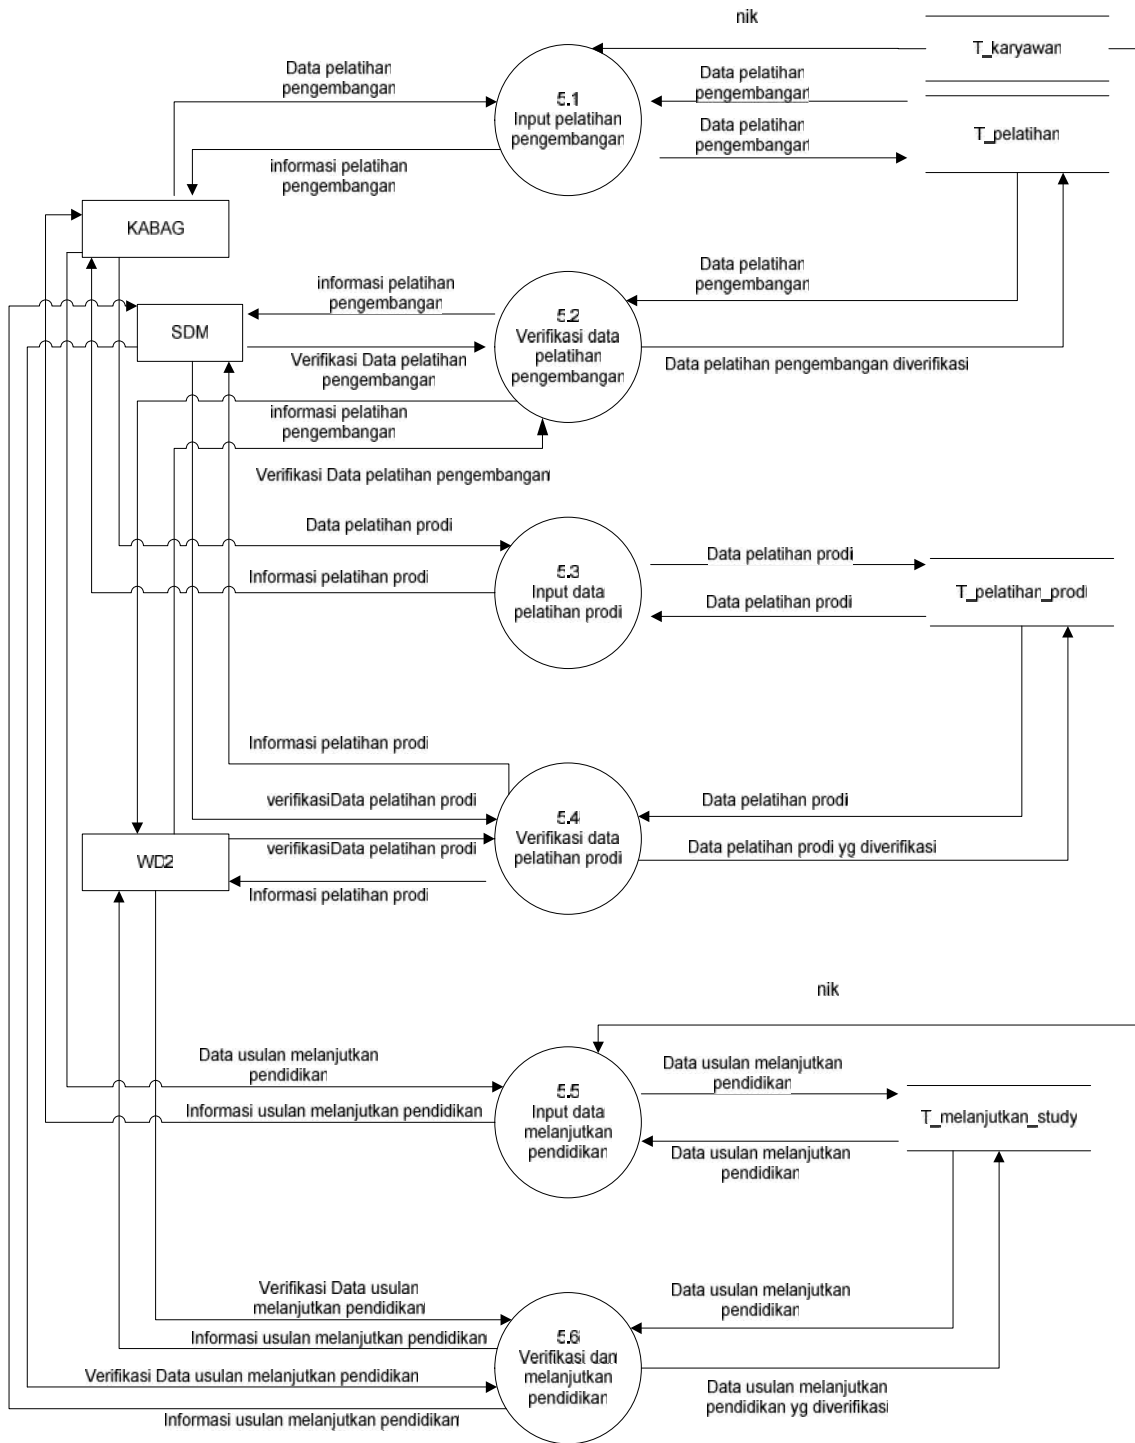 nik
T_karyawan
Data pelatihan
pengembangan
5.1
Input pelatihan
pengembangan
Data pelatihan
pengembangan
Data pelatihan
pengembangan
T_pelatihan
informasi pelatihan
pengembangan
KABAG
informasi pelatihan
pengembangan
Data pelatihan
pengembangan
SDM
5.2
Verifikasi data
pelatihan
pengembangan
Verifikasi Data pelatihan
pengembangan
Data pelatihan pengembangan diverifikasi
informasi pelatihan
pengembangan
Verifikasi Data pelatihan pengembangan
Data pelatihan prodi
Informasi pelatihan prodi
5.3
Input data
pelatihan prodi
Data pelatihan prodi
Data pelatihan prodi
T_pelatihan_prodi
Informasi pelatihan prodi
verifikasiData pelatihan prodi
5.4
Verifikasi data
pelatihan prodi
Data pelatihan prodi
Data pelatihan prodi yg diverifikasi
WD2
verifikasiData pelatihan prodi
Informasi pelatihan prodi
nik
Data usulan melanjutkan
pendidikan
Informasi usulan melanjutkan pendidikan
5.5
Input data
melanjutkan
pendidikan
Data usulan melanjutkan
pendidikan
Data usulan melanjutkan
pendidikan
T_melanjutkan_study
Verifikasi Data usulan
melanjutkan pendidikan
Informasi usulan melanjutkan pendidikan
Verifikasi Data usulan melanjutkan pendidikan
Informasi usulan melanjutkan pendidikan
5.6
Verifikasi dan
melanjutkan
pendidikan
Data usulan melanjutkan
pendidikan
Data usulan melanjutkan
pendidikan yg diverifikasi